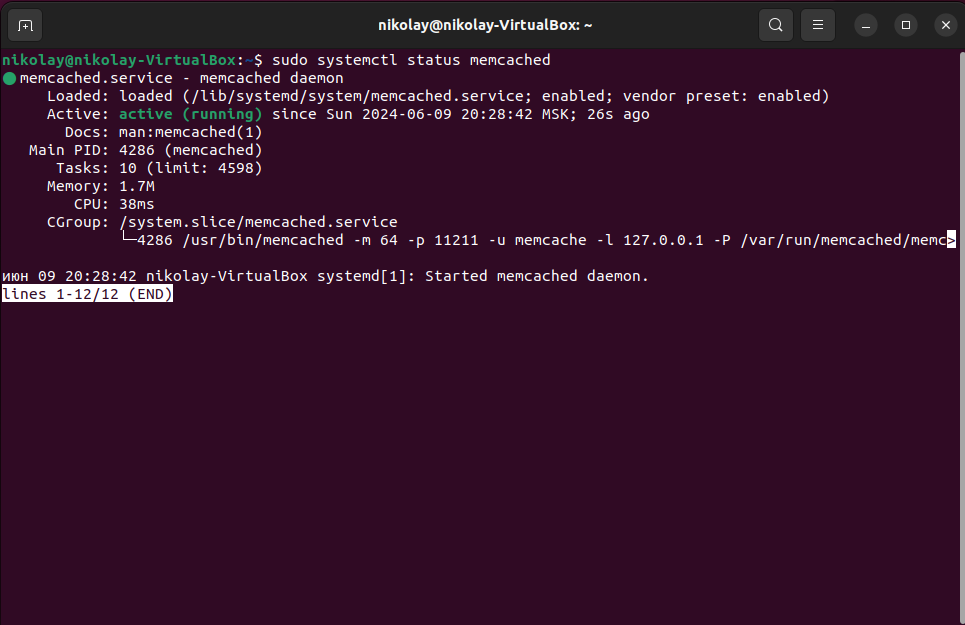 nikolay@nikolay-VirtualBox: ~
nikolay@nikolay-VirtualBox:~$ sudo systemctl status memcached
●memcached.service - memcached daemon
     Loaded: loaded (/lib/systemd/system/memcached.service; enabled; vendor preset: enabled)
     Active: active (running) since Sun 2024-06-09 20:28:42 MSK; 26s ago
       Docs: man:memcached(1)
   Main PID: 4286 (memcached)
      Tasks: 10 (limit: 4598)
     Memory: 1.7M
        CPU: 38ms
     CGroup: /system.slice/memcached.service
             └─4286 /usr/bin/memcached -m 64 -p 11211 -u memcache -l 127.0.0.1 -P /var/run/memcached/memc>
июн 09 20:28:42 nikolay-VirtualBox systemd[1]: Started memcached daemon.
lines 1-12/12 (END)